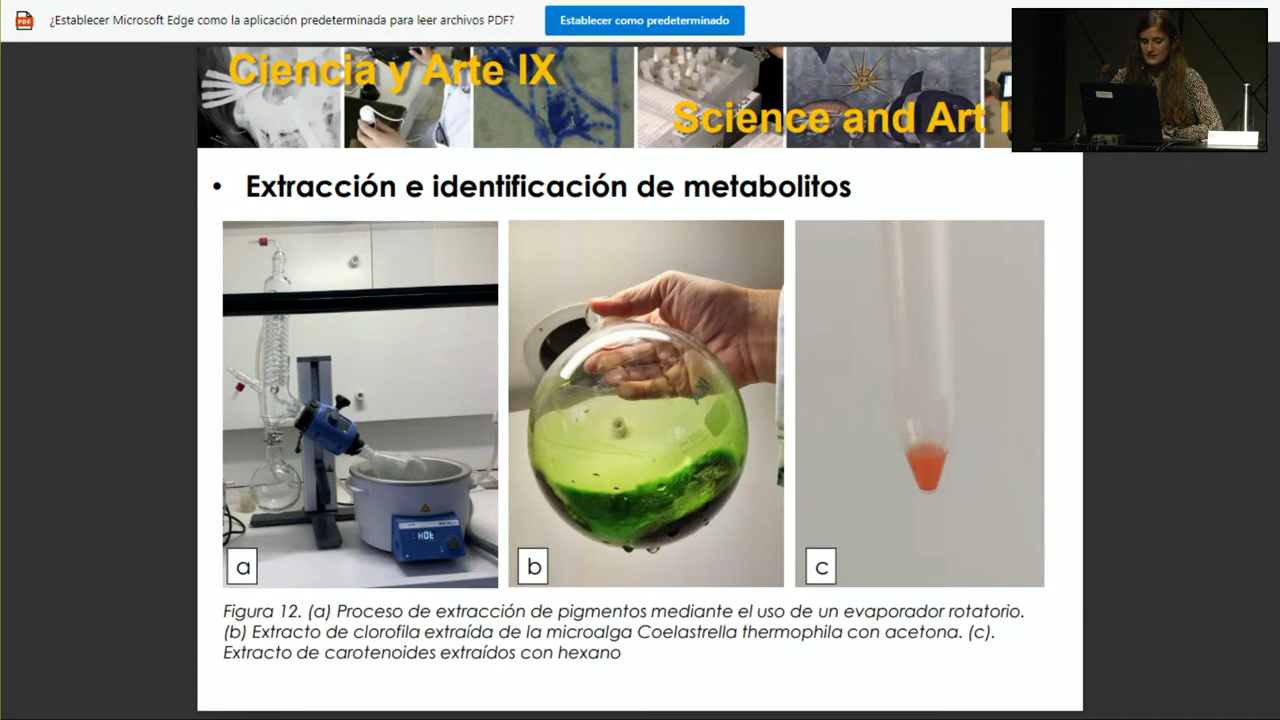 ¿Establecer Microsoft Edge como la aplicación predeterminada para leer archivos PDF?
Establecer como predeterminado
Ciencia y Arte IX
Science and Art I
• Extracción e identificación de metabolitos
HOt
a
b
c
Figura 12. (a) Proceso de extracción de pigmentos mediante el uso de un evaporador rotatorio.
(b) Extracto de clorofila extraída de la microalga Coelastrella thermophila con acetona. (c).
Extracto de carotenoides extraídos con hexano